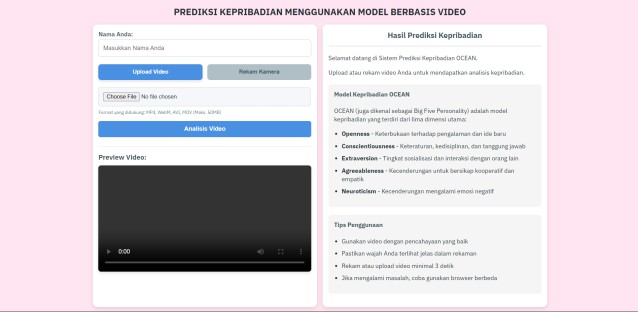 PREDIKSI KEPRIBADIAN MENGGUNAKAN MODEL BERBASIS VIDEO
Nama Anda:
Masukkan Nama Anda
Upload Video
Rekam Kamera
Choose File No file chosen
Format yang didukung: MP4, WebM, AVI, MOV (Maks. 50MB)
Analisis Video
Preview Video:
0:00
Hasil Prediksi Kepribadian
Selamat datang di Sistem Prediksi Kepribadian OCEAN.
Upload atau rekam video Anda untuk mendapatkan analisis kepribadian.
Model Kepribadian OCEAN
OCEAN (juga dikenal sebagai Big Five Personality) adalah model
kepribadian yang terdiri dari lima dimensi utama:
• Openness - Keterbukaan terhadap pengalaman dan ide baru
• Conscientiousness - Keteraturan, kedisiplinan, dan tanggung jawab
• Extraversion - Tingkat sosialisasi dan interaksi dengan orang lain
• Agreeableness - Kecenderungan untuk bersikap kooperatif dan
empatik
• Neuroticism - Kecenderungan mengalami emosi negatif
Tips Penggunaan
• Gunakan video dengan pencahayaan yang baik
• Pastikan wajah Anda terlihat jelas dalam rekaman
• Rekam atau upload video minimal 3 detik
• Jika mengalami masalah, coba gunakan browser berbeda